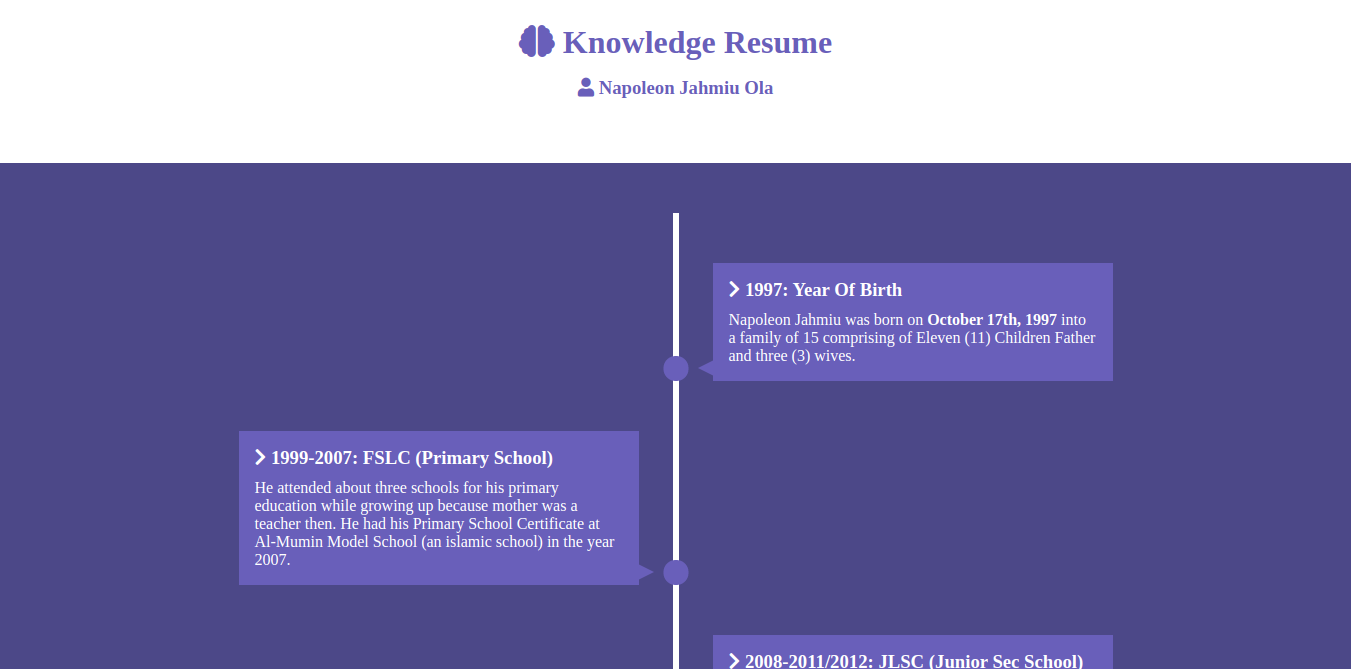 Knowledge Resume
Napoleon Jahmiu Ola
1997: Year Of Birth
Napoleon Jahmiu was born on October 17th, 1997 into
a family of 15 comprising of Eleven (11) Children Father
and three (3) wives.
1999-2007: FSLC (Primary School)
He attended about three schools for his primary
education while growing up because mother was a
teacher then. He had his Primary School Certificate at
Al-Mumin Model School (an islamic school) in the year
2007.
2008-2011/2012: JLSC (Junior Sec School)